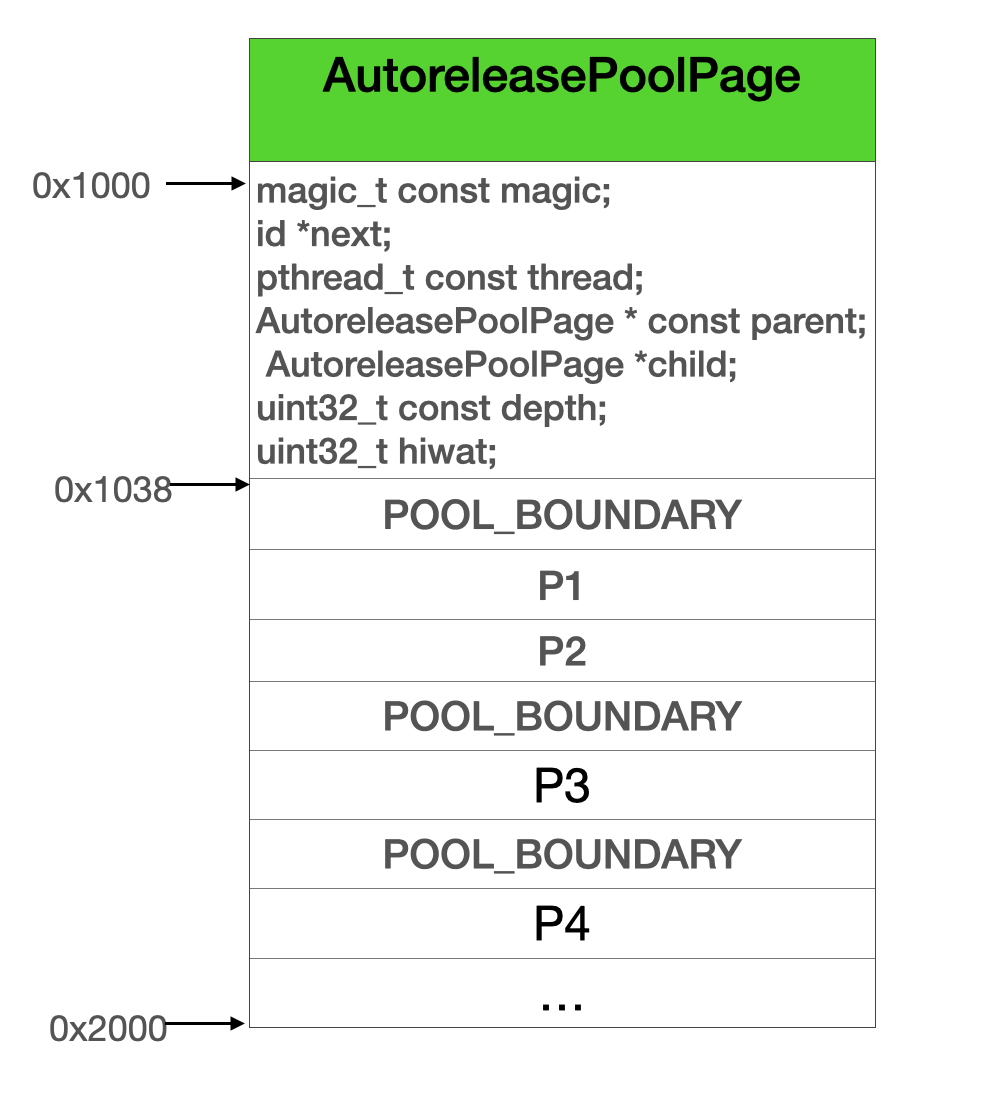 AutoreleasePoolPage
0x1000
magic_t const magic;
id *next;
pthread_t const thread;
AutoreleasePoolPage * const parent;
AutoreleasePoolPage *child;
uint32_t const depth;
uint32_t hiwat;
0x1038
POOL_BOUNDARY
P1
P2
POOL_BOUNDARY
P3
POOL_BOUNDARY
P4
...
0x2000